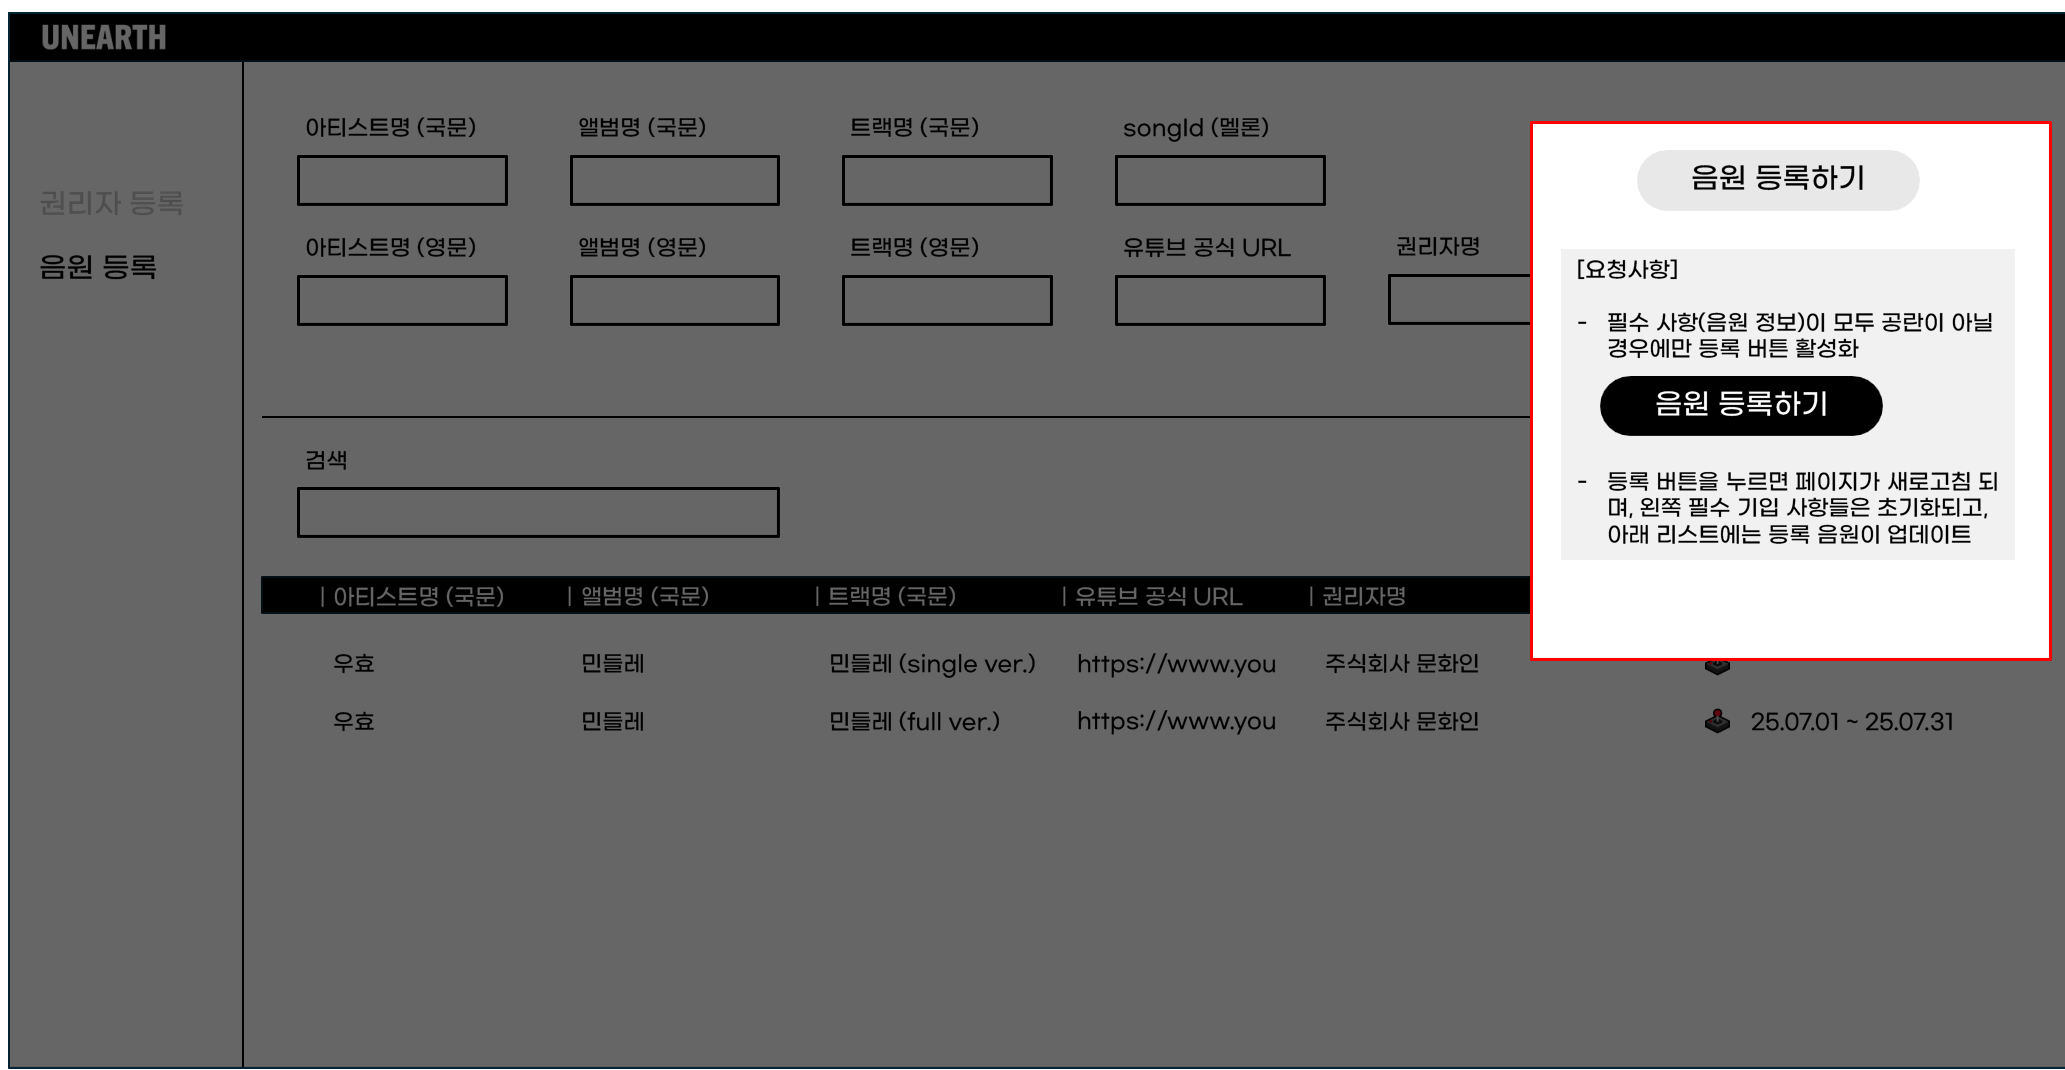 UNEARTH
권리자 등록
음원 등록
아티스트명 (국문)
앨범명 (국문)
트랙명 (국문)
songId (멜론)
아티스트명 (영문)
앨범명 (영문)
트랙명 (영문)
유튜브 공식 URL
권리자명
음원 등록하기
[요청사항]
- 필수 사항(음원 정보)이 모두 공란이 아닐
경우에만 등록 버튼 활성화
음원 등록하기
- 등록 버튼을 누르면 페이지가 새로고침 되
며, 왼쪽 필수 기입 사항들은 초기화되고,
아래 리스트에는 등록 음원이 업데이트
검색
| 아티스트명 (국문) | 앨범명 (국문) | 트랙명 (국문) | 유튜브 공식 URL | 권리자명
우효 민들레 민들레 (single ver.) https://www.you 주식회사 문화인
우효 민들레 민들레 (full ver.) https://www.you 주식회사 문화인 25.07.01 ~ 25.07.31